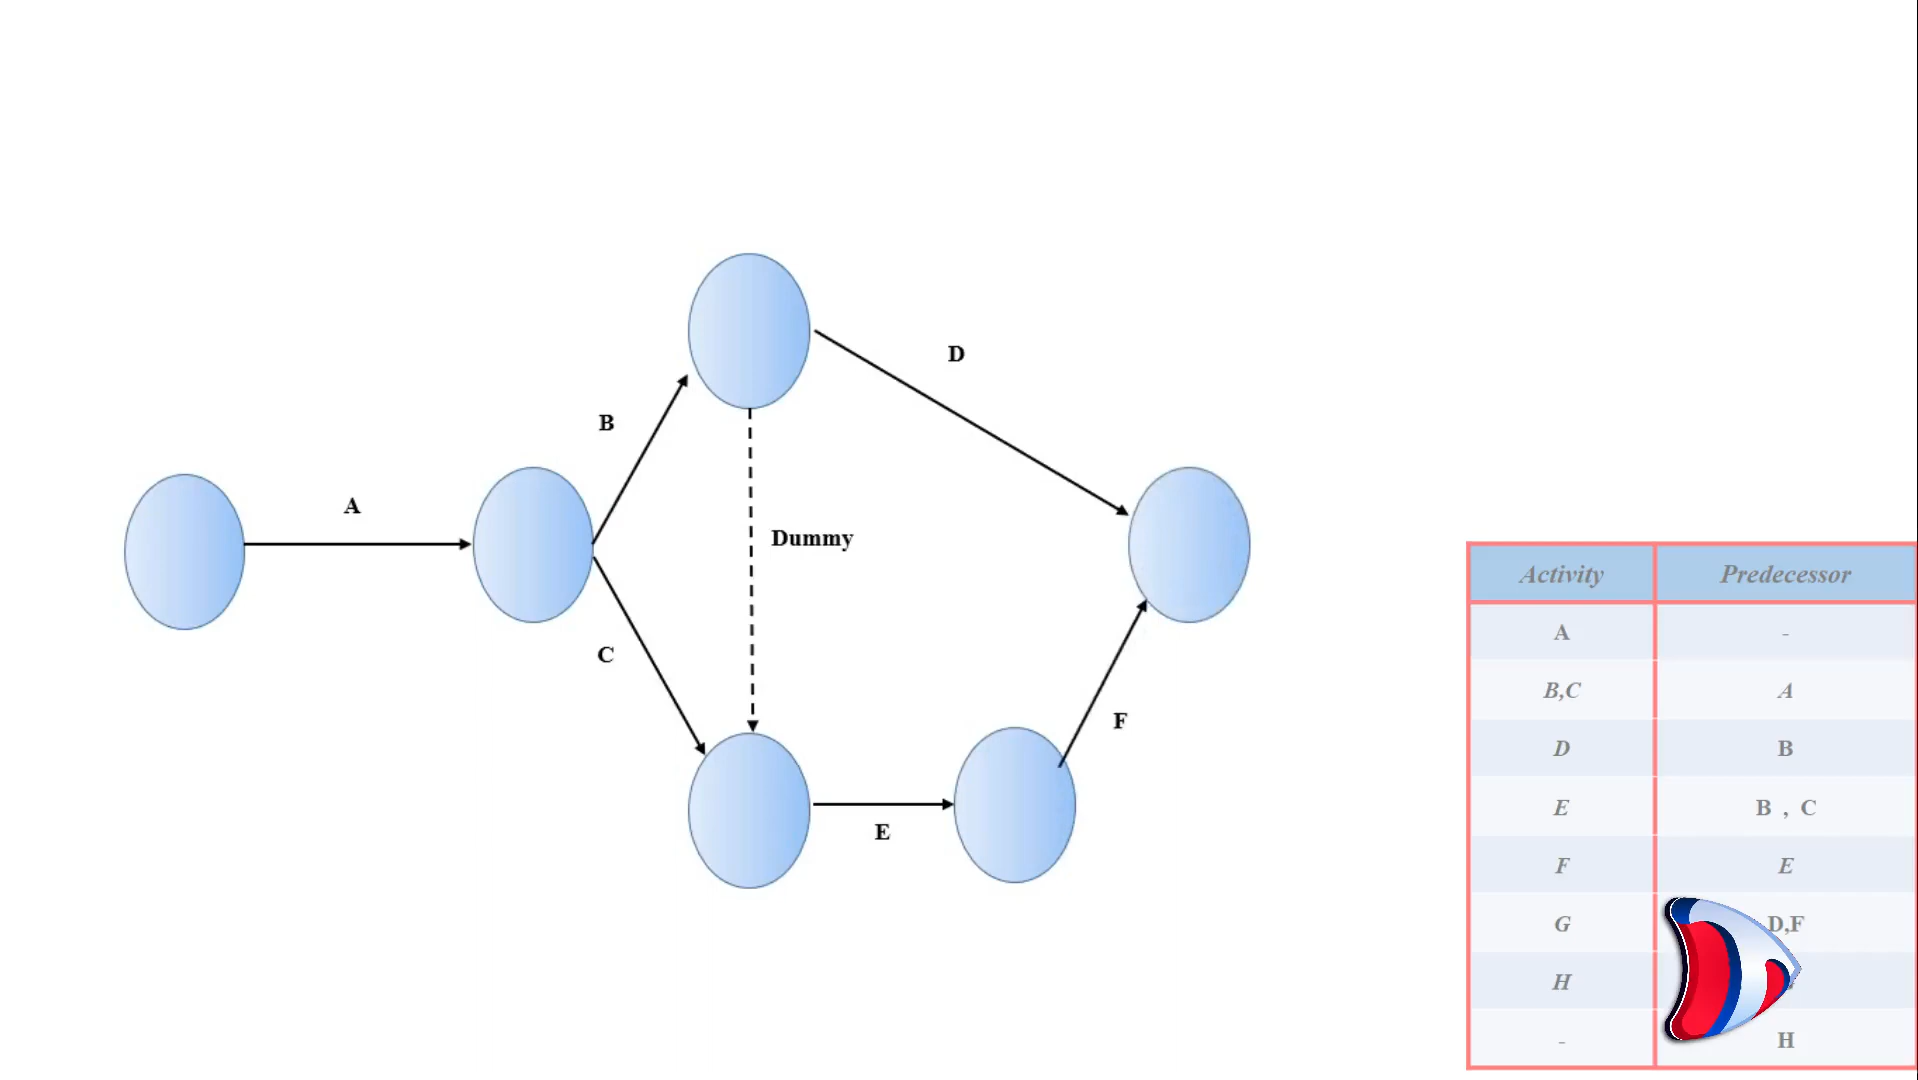 D
B
A
Dummy
C
F
E
Activity Predecessor
A -
B,C A
D B
E B , C
F E
G D,F
H
- H